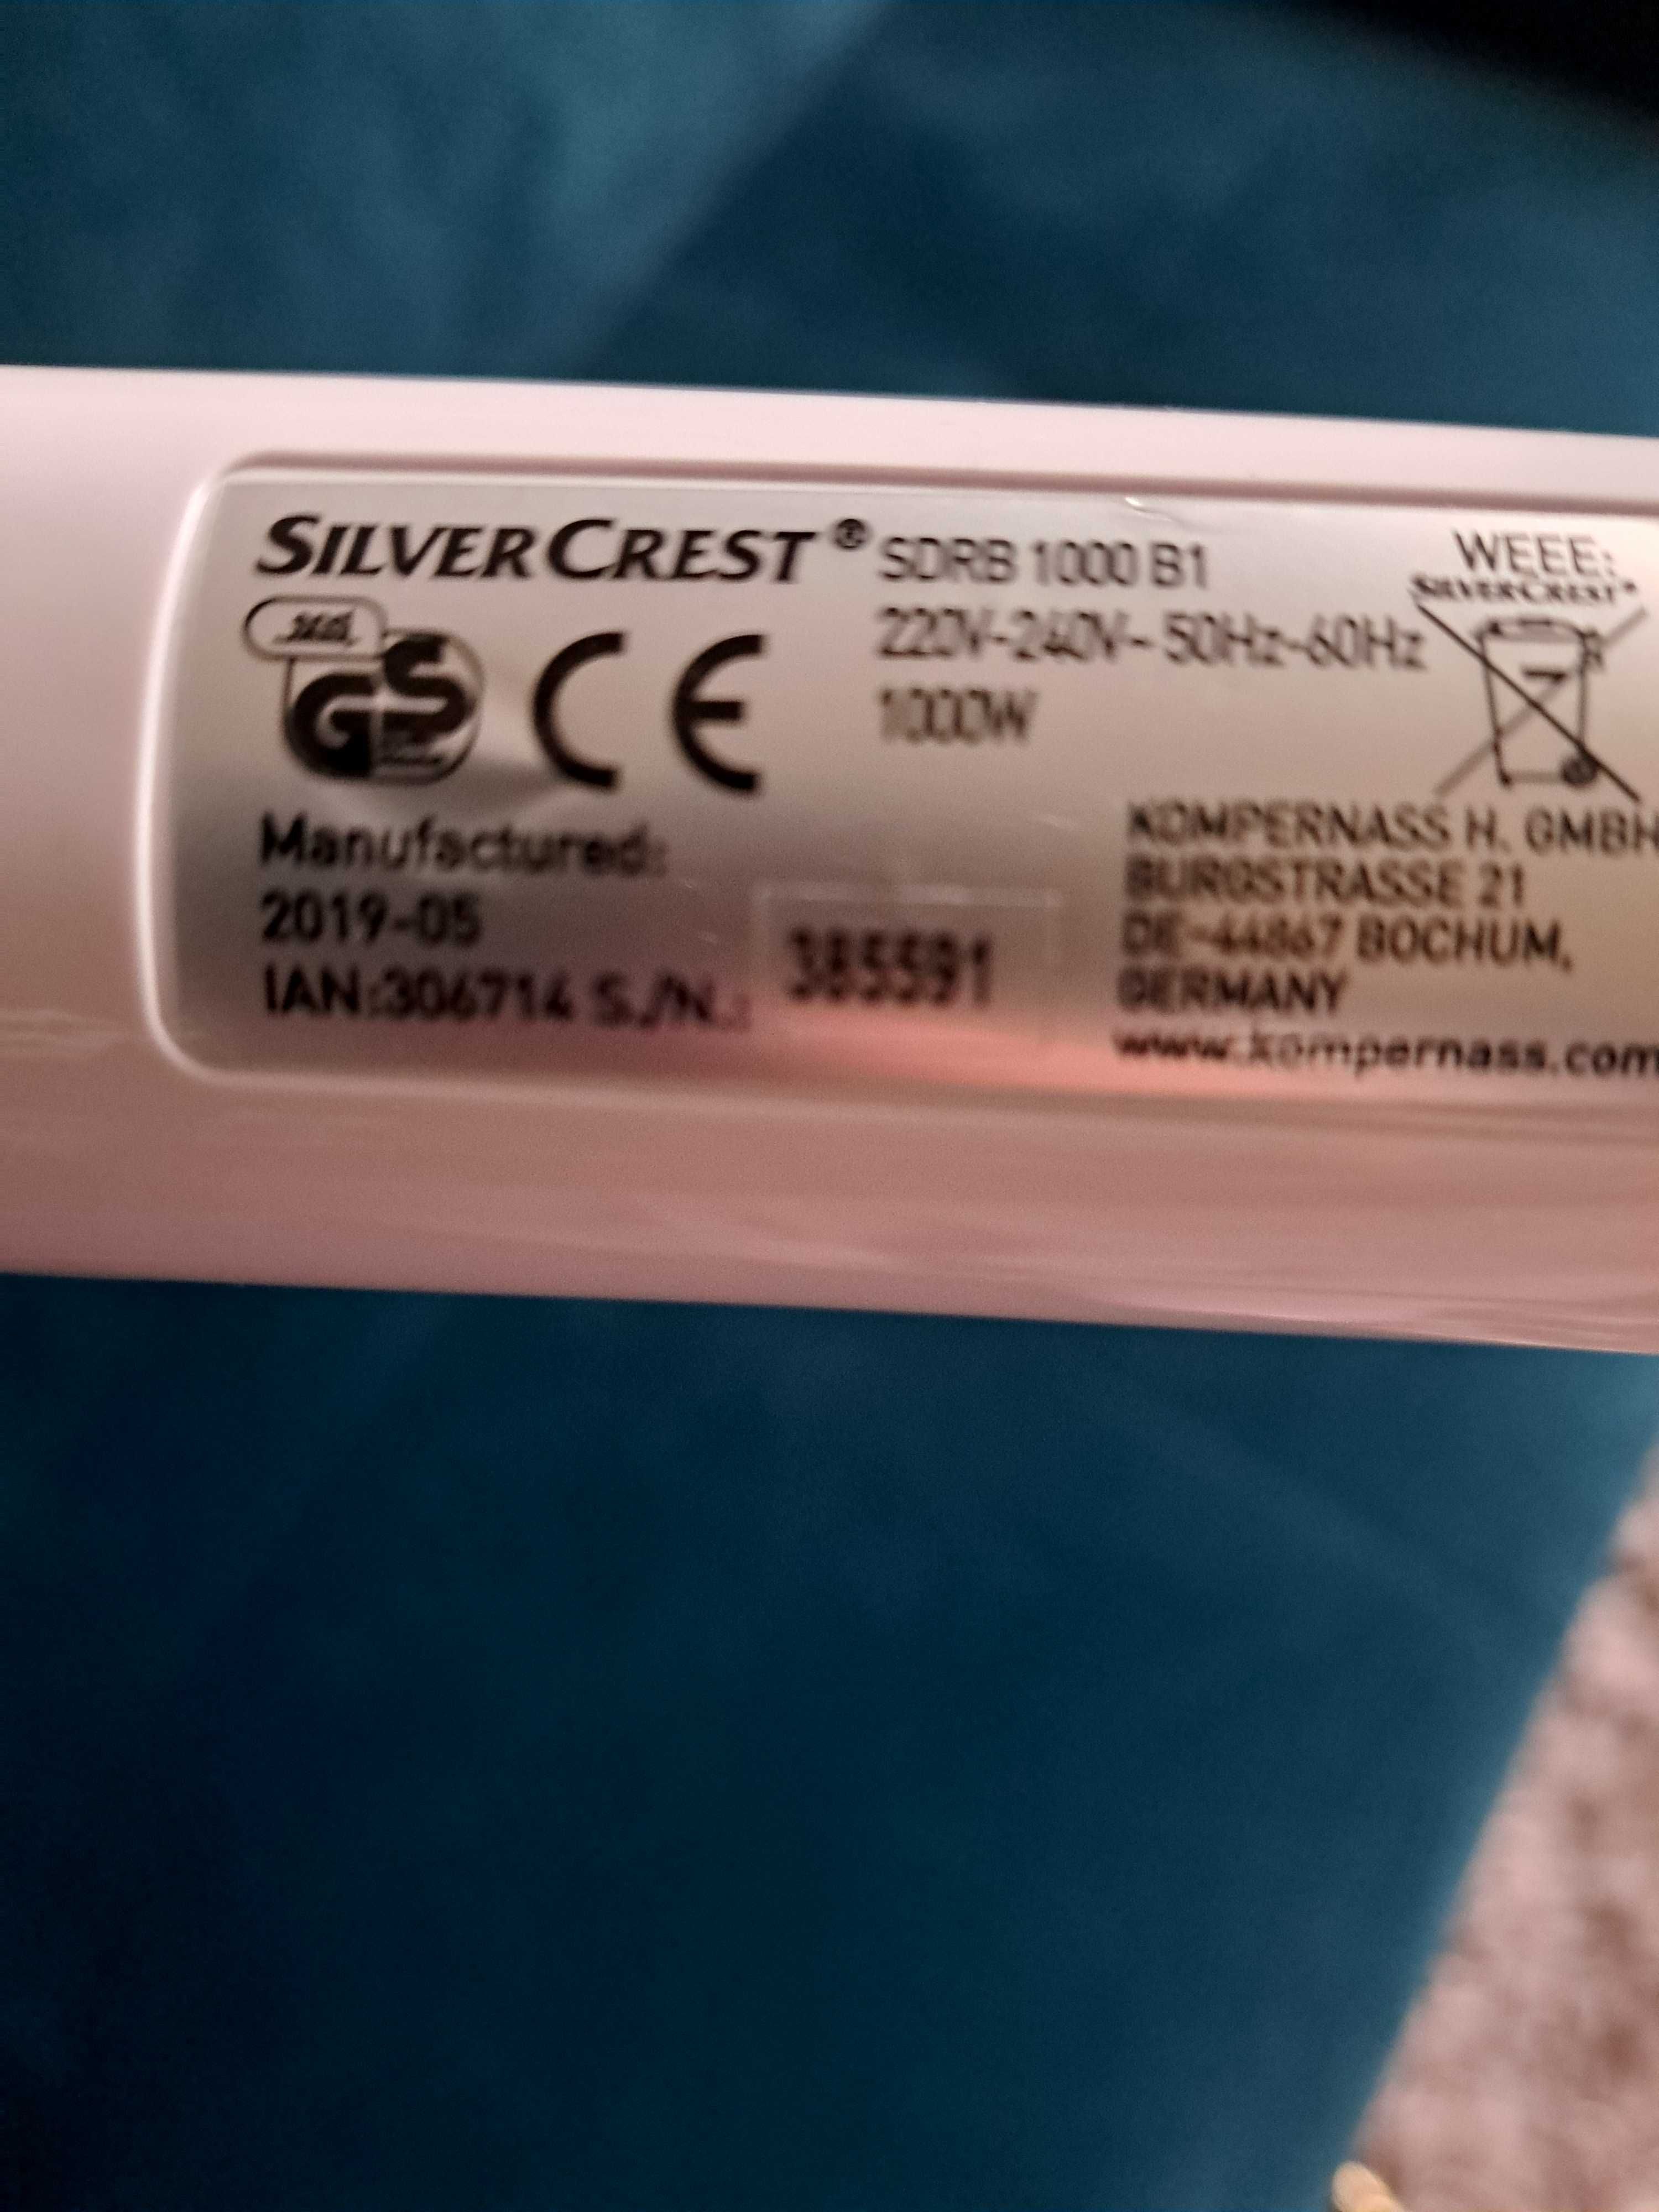 SILVERCREST® SDRB 1000 B1
220V-240V~ 50Hz-60Hz
1000W
WEEE:
SILVERCREST®
GS
CE
Manufactured:
2019-05
IAN:306714 S./N.: 385591
KOMPERNASS H. GMBH
BURGSTRASSE 21
DE-44867 BOCHUM,
GERMANY
www.kompernass.com